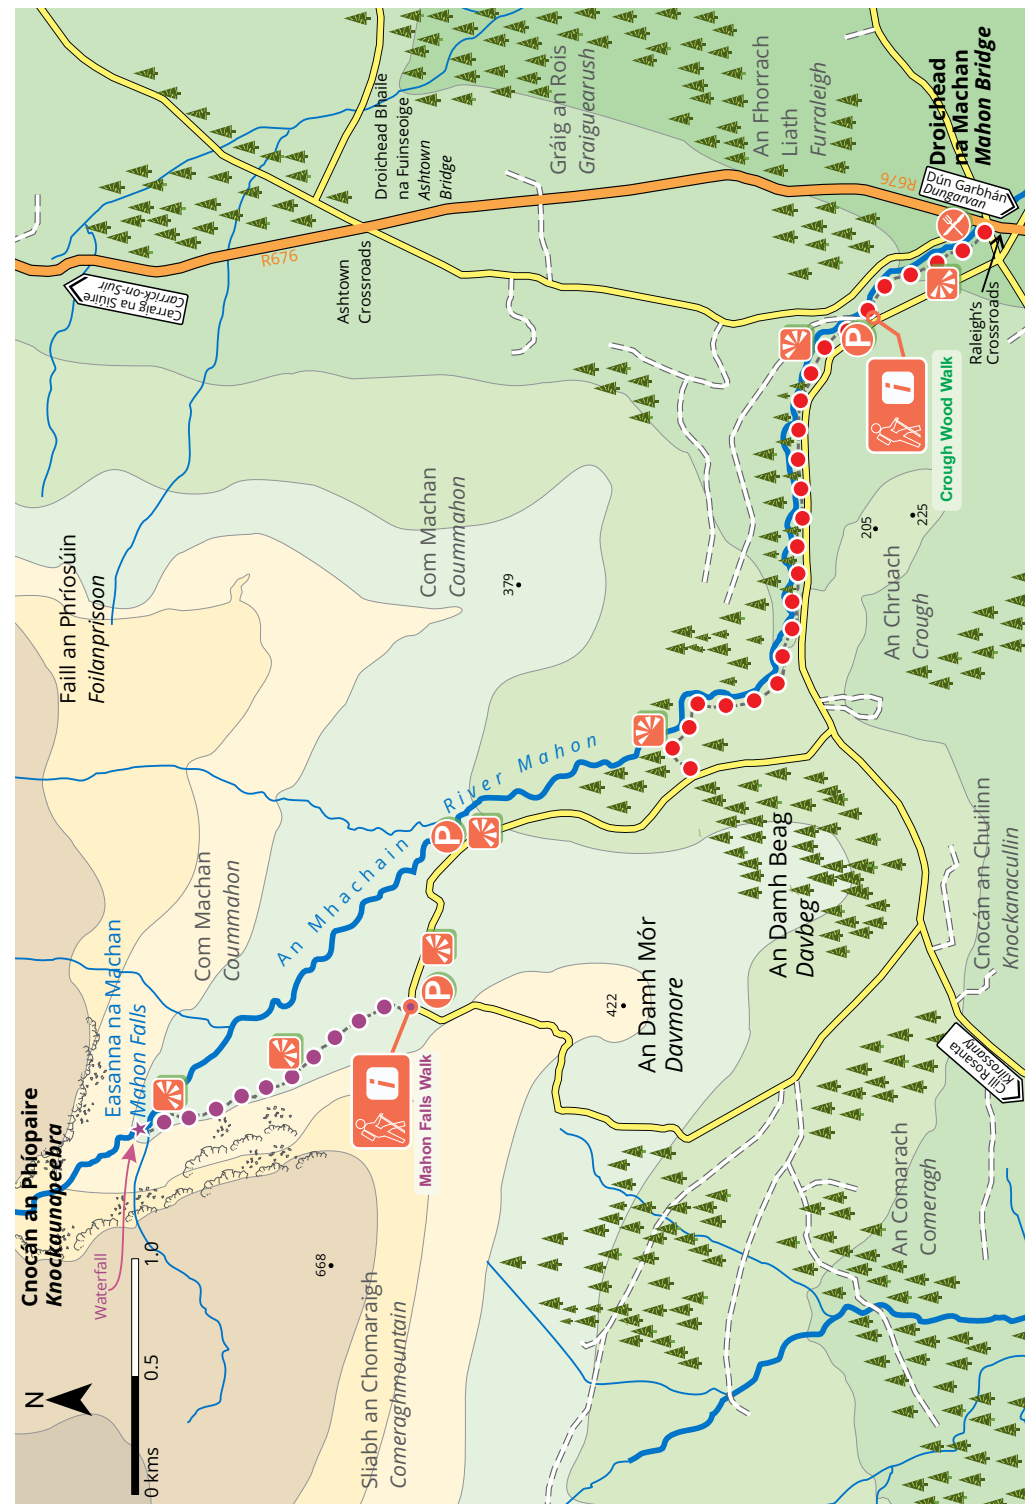 Cnocán an Phíopaire
Knockaunapeebra
N
0 kms
0.5
1.0
Waterfall
Easanna na Machan
Mahon Falls
Com Machan
Coummahon
Faill an Phríosúin
Foilanprisoon
Carraig na Siúire
Carrick-on-Suir
R676
Ashtown
Crossroads
Droichead Bhaile
na Fuinseoige
Ashtown
Bridge
Gráig an Rois
Graiguearush
An Fhorrach
Liath
Furraleigh
R676
Droichead
na Machan
Mahon Bridge
Dún Garbhán
Dungarvan
Raleigh's
Crossroads
P
i
Crough Wood Walk
205
225
An Chruach
Crough
Com Machan
Coummahon
379
River Mahon
An Mhachain
P
P
i
Mahon Falls Walk
668
Sliabh an Chomaraigh
Comeraghmountain
422
An Damh Mór
Davmore
An Damh Beag
Davbeg
Cnocán an Chuilinn
Knockanacullin
Cill Rosanta
Kilrossanty
An Comarach
Comeragh